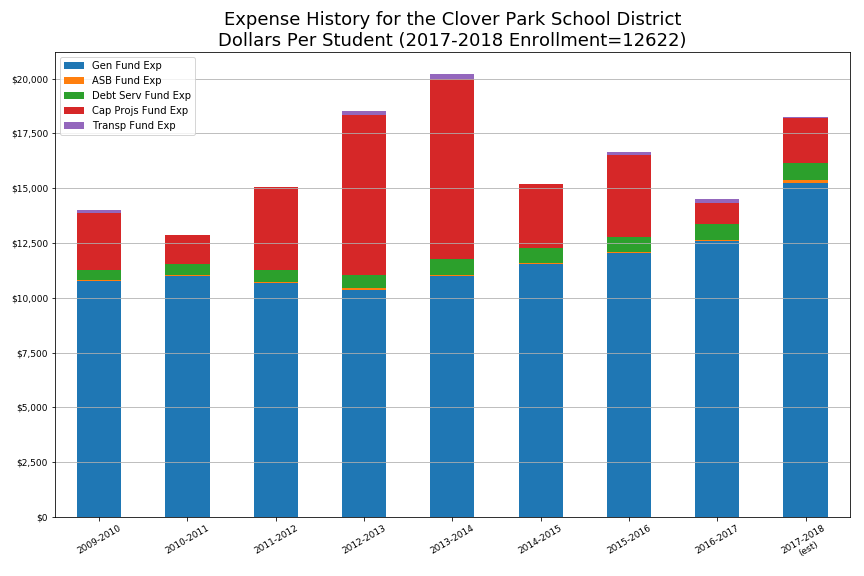 Expense History for the Clover Park School District
Dollars Per Student (2017-2018 Enrollment=12622)
Gen Fund Exp
ASB Fund Exp
Debt Serv Fund Exp
Cap Projs Fund Exp
Transp Fund Exp
$20,000
$17,500
$15,000
$12,500
$10,000
$7,500
$5,000
$2,500
$0
2009-2010
2010-2011
2011-2012
2012-2013
2013-2014
2014-2015
2015-2016
2016-2017
2017-2018
(est)